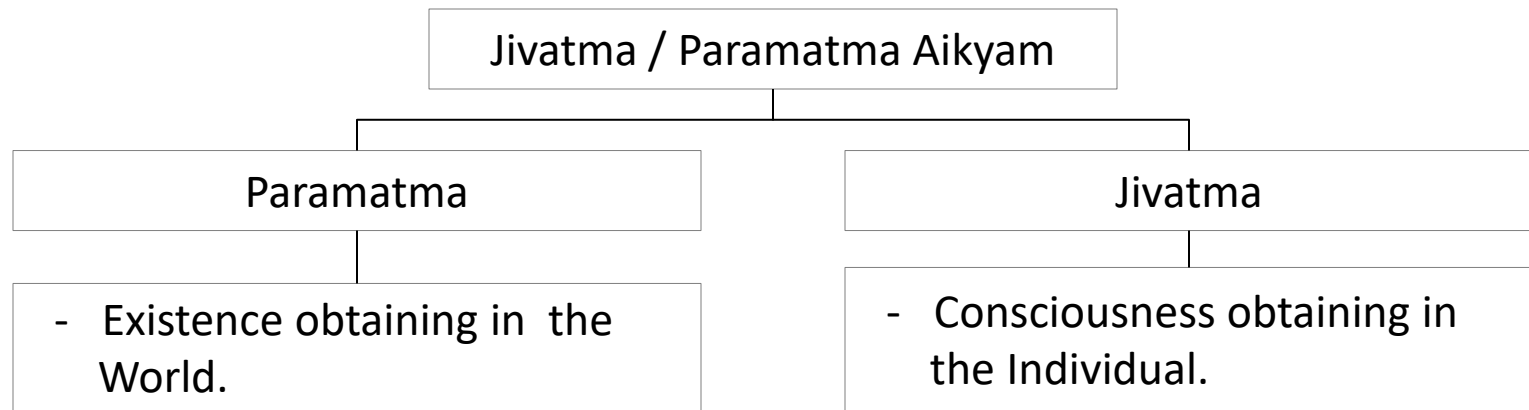 Jivatma / Paramatma Aikyam
Paramatma
Jivatma
- Existence obtaining in the
World.
- Consciousness obtaining in
the Individual.